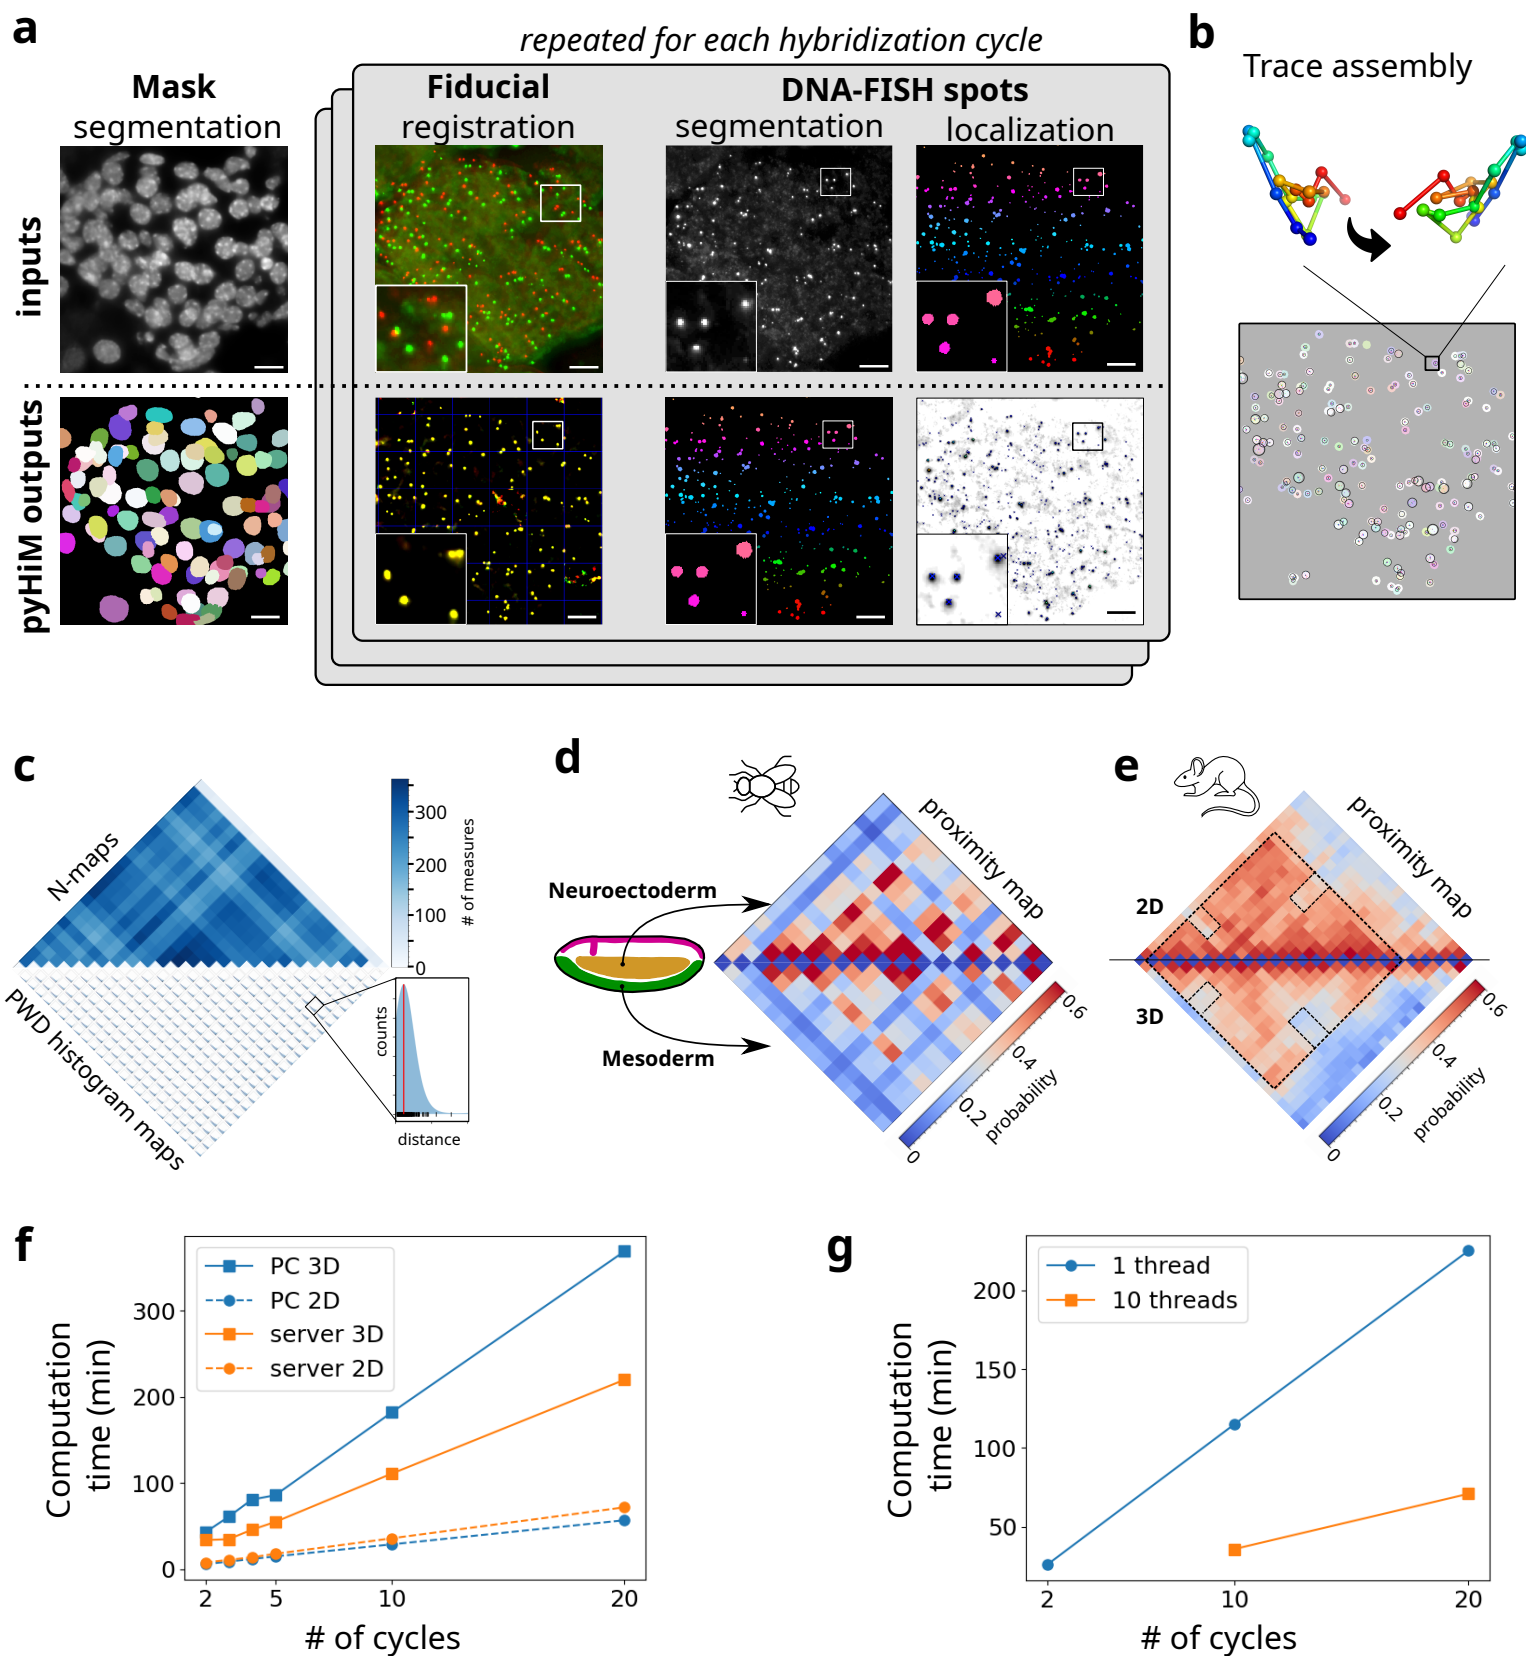 a
repeated for each hybridization cycle
b
Trace assembly
Mask
segmentation
Fiducial
registration
DNA-FISH spots
segmentation
localization
inputs
pyHiM outputs
c
N-maps
300
200
100
0
# of measures
PWD histogram maps
counts
distance
d
proximity map
Neuroectoderm
Mesoderm
0.6
0.4
0.2
0
probability
e
proximity map
2D
3D
0.6
0.4
0.2
0
probability
f
PC 3D
PC 2D
server 3D
server 2D
Computation
time (min)
300
200
100
0
2 5 10 20
# of cycles
g
1 thread
10 threads
Computation
time (min)
200
150
100
50
2 10 20
# of cycles